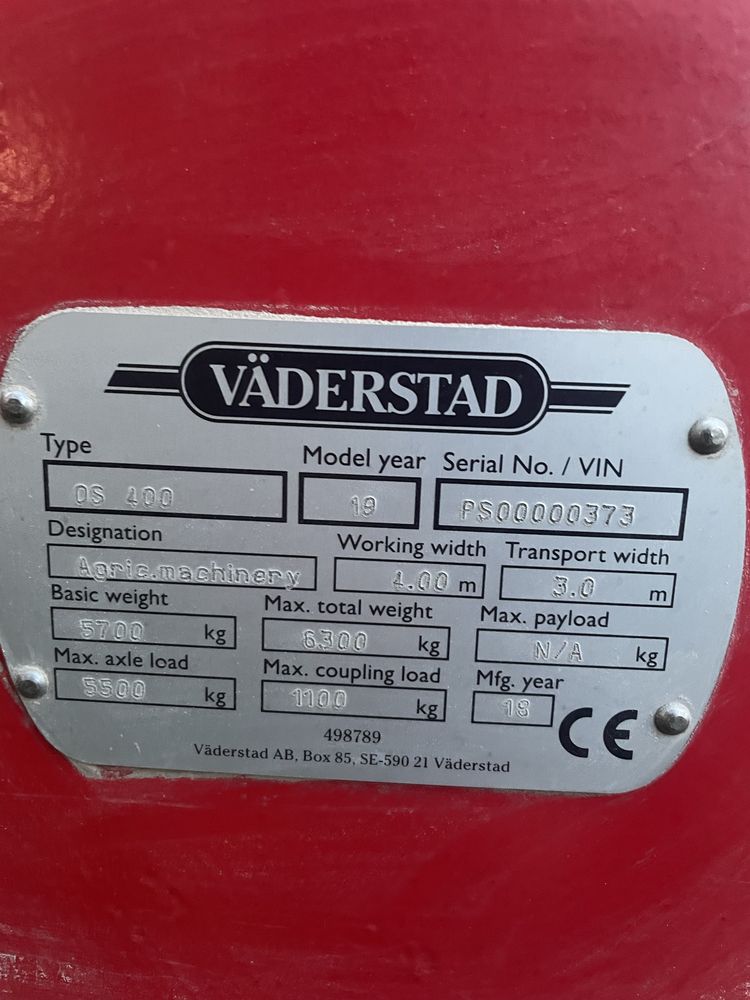 VÄDERSTAD
Type Model year Serial No. / VIN
OS 400 19 PS00000373
Designation Working width Transport width
Agric.machinery 4.00 m 3.0 m
Basic weight Max. total weight Max. payload
5700 kg 6300 kg N/A kg
Max. axle load Max. coupling load Mfg. year
5500 kg 1100 kg 18 CE
498789
Väderstad AB, Box 85, SE-590 21 Väderstad